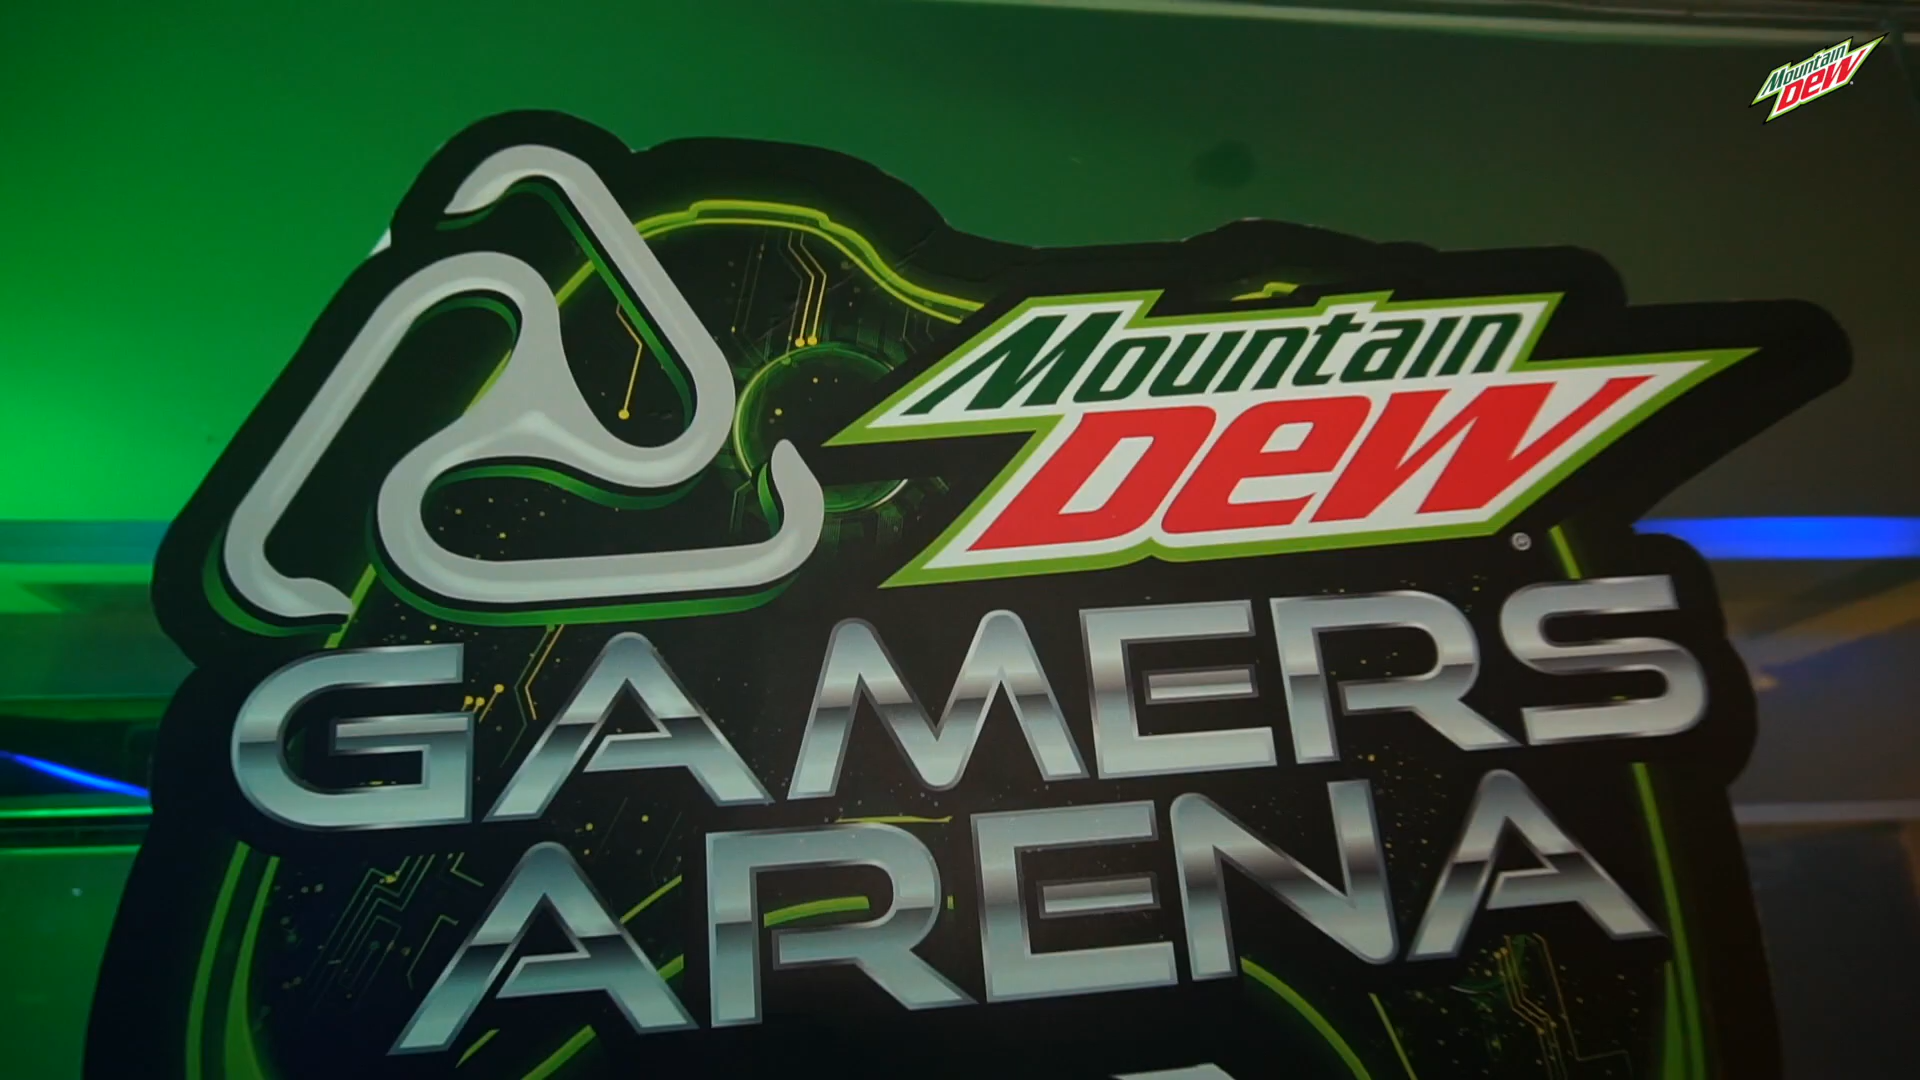 Mountain
Dew
Mountain
Dew
®
GAMERS
ARENA